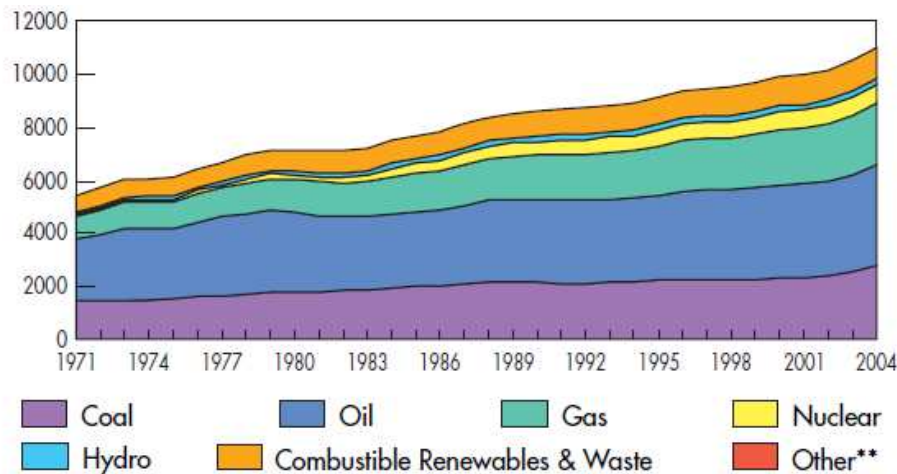 12000
10000
8000
6000
4000
2000
0
1971 1974 1977 1980 1983 1986 1989 1992 1995 1998 2001 2004
Coal Oil Gas Nuclear
Hydro Combustible Renewables & Waste Other**